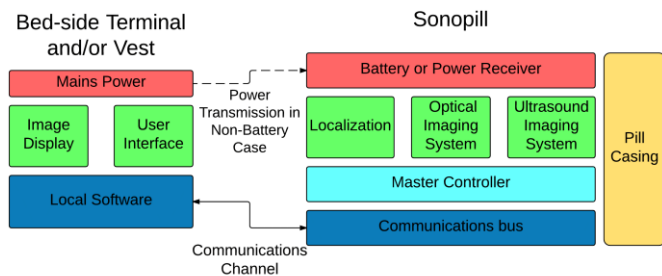 Bed-side Terminal
and/or Vest
Sonopill
Mains Power
Battery or Power Receiver
Power
Transmission in
Non-Battery
Case
Image
Display
User
Interface
Localization
Optical
Imaging
System
Ultrasound
Imaging
System
Pill
Casing
Master Controller
Local Software
Communications bus
Communications
Channel